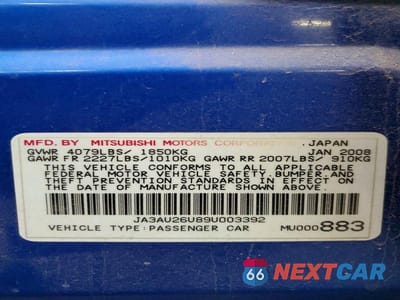 MFD. BY MITSUBISHI MOTORS CORPORATION, JAPAN
GVWR 4079LBS/ 1850KG JAN 2008
GAWR FR 2227LBS/1010KG GAWR RR 2007LBS/ 910KG
THIS VEHICLE CONFORMS TO ALL APPLICABLE
FEDERAL MOTOR VEHICLE SAFETY, BUMPER, AND
THEFT PREVENTION STANDARDS IN EFFECT ON
THE DATE OF MANUFACTURE SHOWN ABOVE.
JA3AU26U89U003392
VEHICLE TYPE:PASSENGER CAR MU000883
66 NEXTCAR